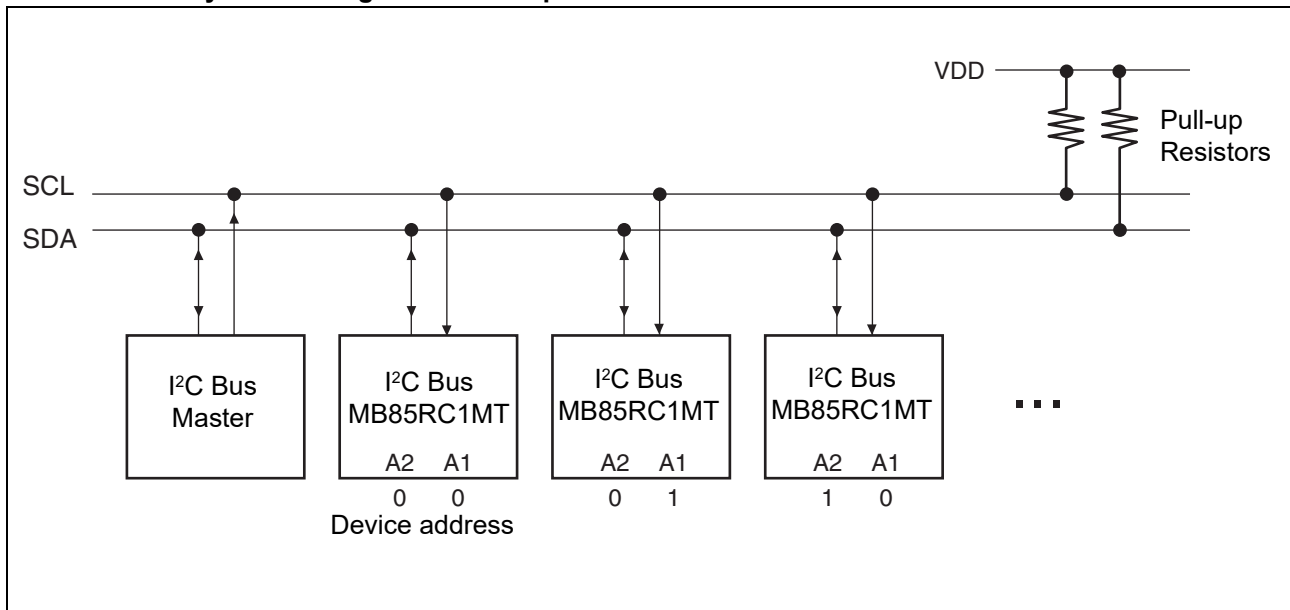 VDD
Pull-up
Resistors
SCL
SDA
I²C Bus
Master
I²C Bus
MB85RC1MT
A2 A1
0 0
Device address
I²C Bus
MB85RC1MT
A2 A1
0 1
I²C Bus
MB85RC1MT
A2 A1
1 0
...